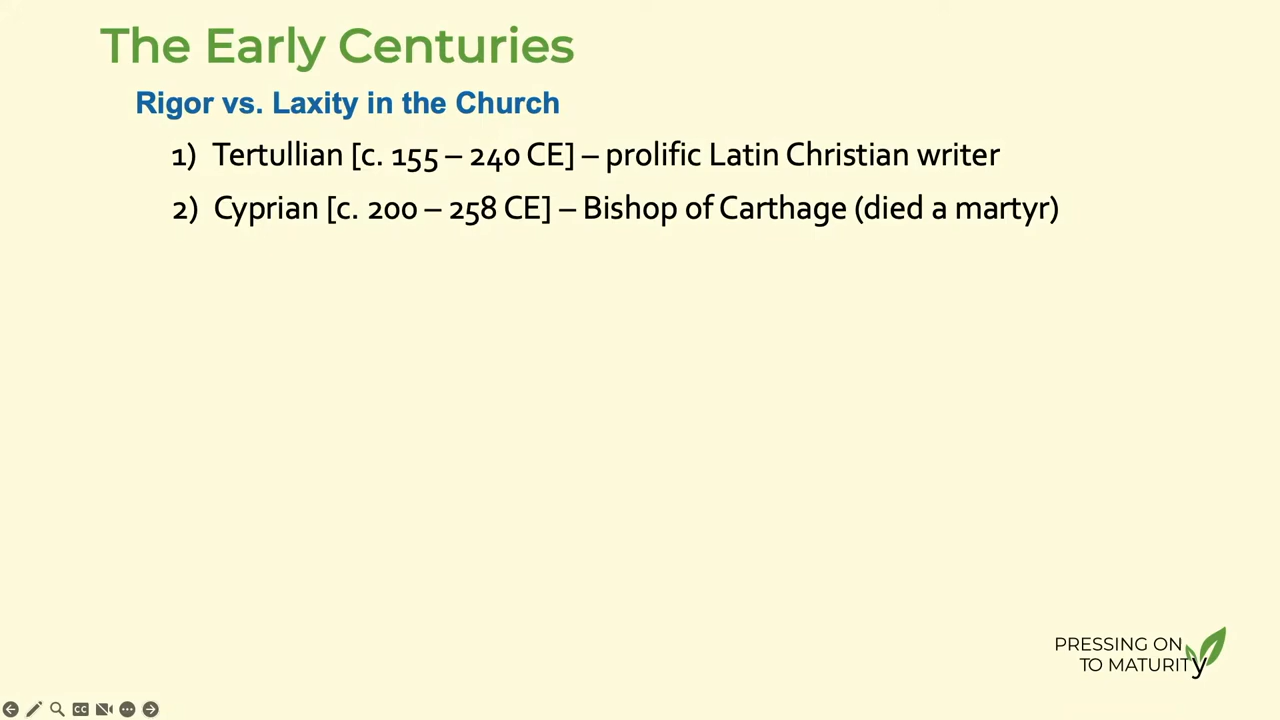 The Early Centuries
Rigor vs. Laxity in the Church
1) Tertullian [c. 155 – 240 CE] – prolific Latin Christian writer
2) Cyprian [c. 200 – 258 CE] – Bishop of Carthage (died a martyr)
PRESSING ON
TO MATURITy
CC